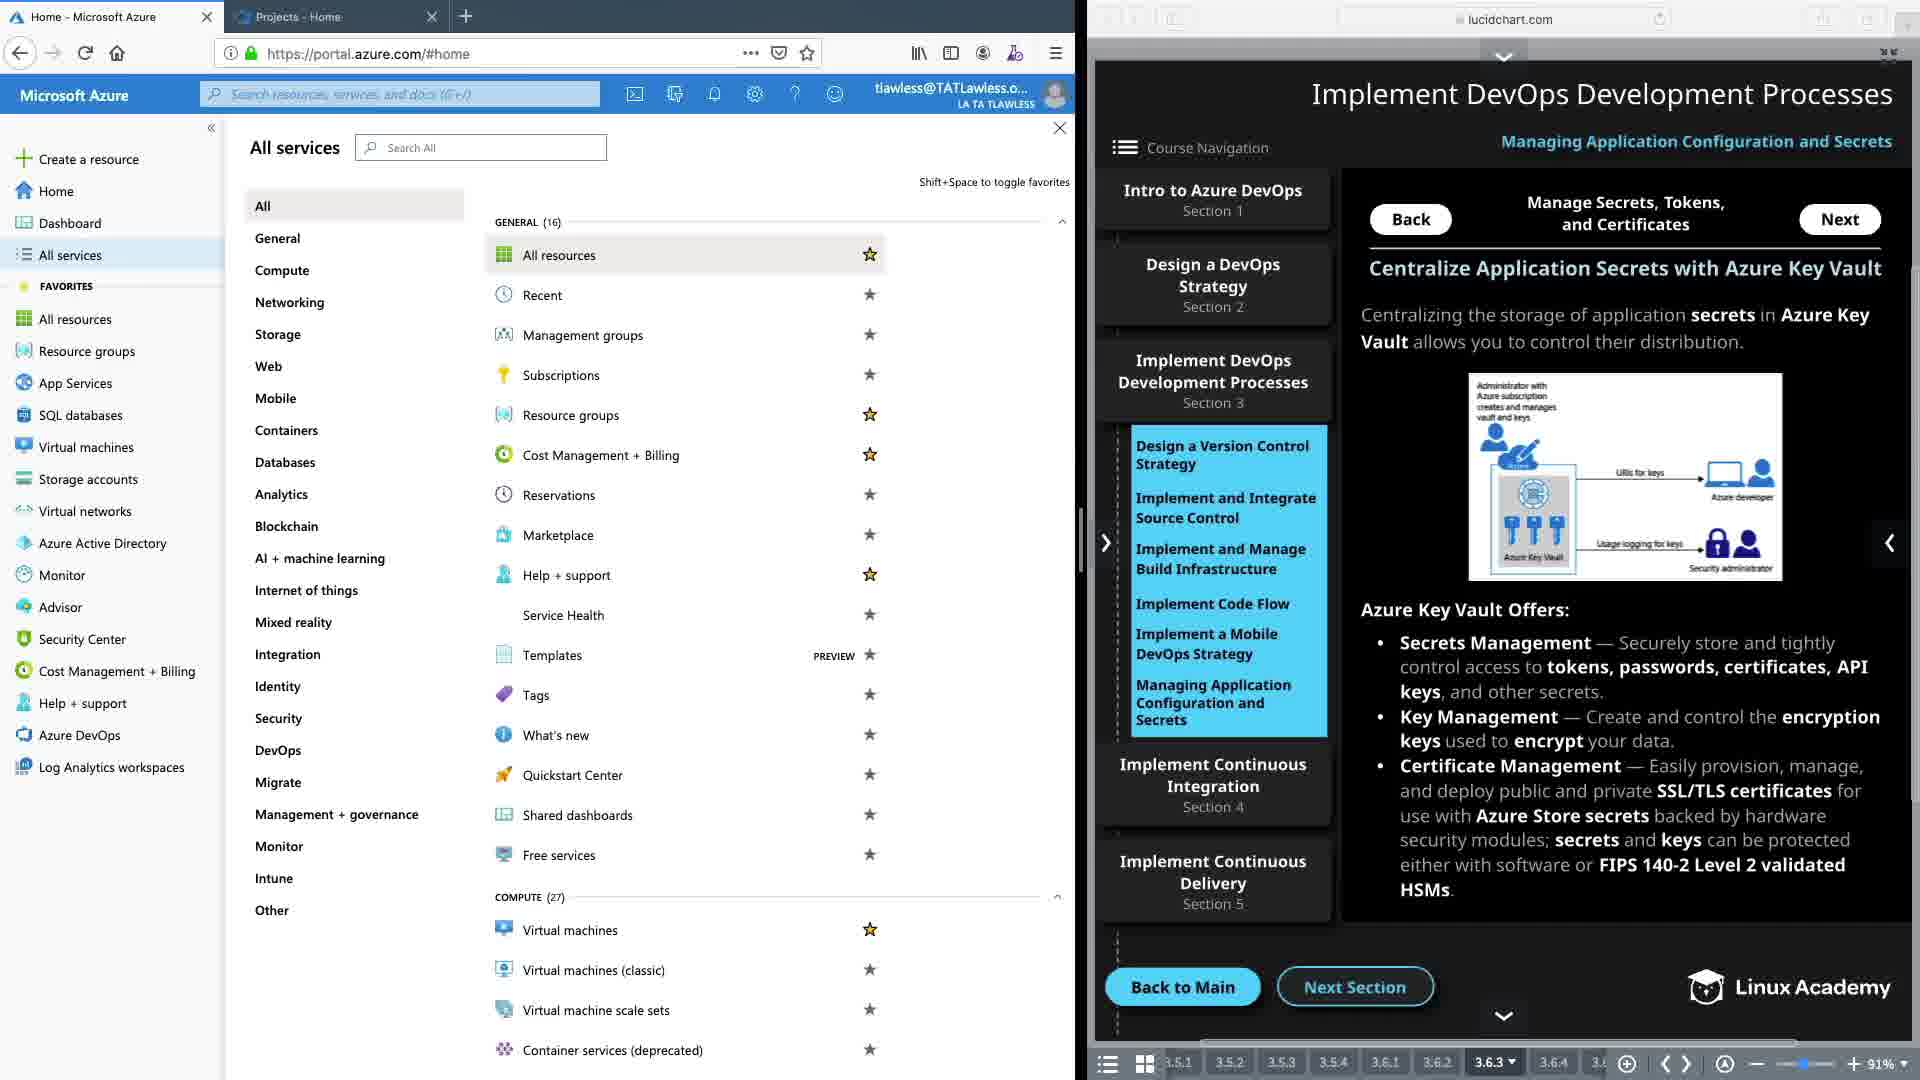 Home - Microsoft Azure
Projects - Home
https://portal.azure.com/#home
Microsoft Azure
Search resources, services, and docs (G+/)
tlawless@TATLawless.o...
LA TA TLAWLESS
Create a resource
Home
Dashboard
All services
FAVORITES
All resources
Resource groups
App Services
SQL databases
Virtual machines
Storage accounts
Virtual networks
Azure Active Directory
Monitor
Advisor
Security Center
Cost Management + Billing
Help + support
Azure DevOps
Log Analytics workspaces
All services
Search All
Shift+Space to toggle favorites
All
General
Compute
Networking
Storage
Web
Mobile
Containers
Databases
Analytics
Blockchain
AI + machine learning
Internet of things
Mixed reality
Integration
Identity
Security
DevOps
Migrate
Management + governance
Monitor
Intune
Other
GENERAL (16)
All resources
Recent
Management groups
Subscriptions
Resource groups
Cost Management + Billing
Reservations
Marketplace
Help + support
Service Health
Templates
PREVIEW
Tags
What's new
Quickstart Center
Shared dashboards
Free services
COMPUTE (27)
Virtual machines
Virtual machines (classic)
Virtual machine scale sets
Container services (deprecated)
lucidchart.com
Implement DevOps Development Processes
Managing Application Configuration and Secrets
Course Navigation
Intro to Azure DevOps
Section 1
Design a DevOps
Strategy
Section 2
Implement DevOps
Development Processes
Section 3
Design a Version Control
Strategy
Implement and Integrate
Source Control
Implement and Manage
Build Infrastructure
Implement Code Flow
Implement a Mobile
DevOps Strategy
Managing Application
Configuration and
Secrets
Implement Continuous
Integration
Section 4
Implement Continuous
Delivery
Section 5
Back to Main
Next Section
Back
Manage Secrets, Tokens,
and Certificates
Next
Centralize Application Secrets with Azure Key Vault
Centralizing the storage of application secrets in Azure Key
Vault allows you to control their distribution.
Administrator with
Azure subscription
creates and manages
vault and keys
Azure Key Vault
URIs for keys
Azure developer
Usage logging for keys
Security administrator
Azure Key Vault Offers:
• Secrets Management — Securely store and tightly
control access to tokens, passwords, certificates, API
keys, and other secrets.
• Key Management — Create and control the encryption
keys used to encrypt your data.
• Certificate Management — Easily provision, manage,
and deploy public and private SSL/TLS certificates for
use with Azure Store secrets backed by hardware
security modules; secrets and keys can be protected
either with software or FIPS 140-2 Level 2 validated
HSMs.
Linux Academy
3.5.1
3.5.2
3.5.3
3.5.4
3.6.1
3.6.2
3.6.3
3.6.4
91%